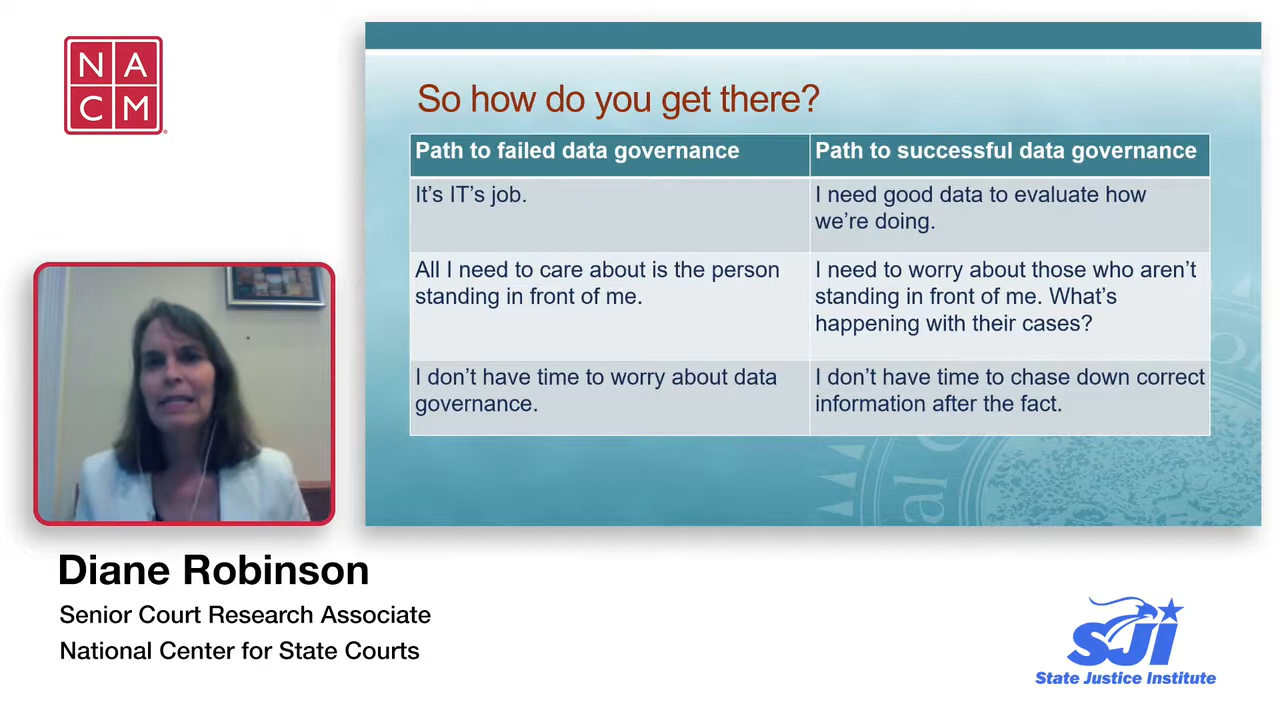 N A
C M
So how do you get there?
Path to failed data governance
Path to successful data governance
It's IT's job.
I need good data to evaluate how
we're doing.
All I need to care about is the person
standing in front of me.
I need to worry about those who aren't
standing in front of me. What's
happening with their cases?
I don't have time to worry about data
governance.
I don't have time to chase down correct
information after the fact.
Diane Robinson
Senior Court Research Associate
National Center for State Courts
SJI
State Justice Institute